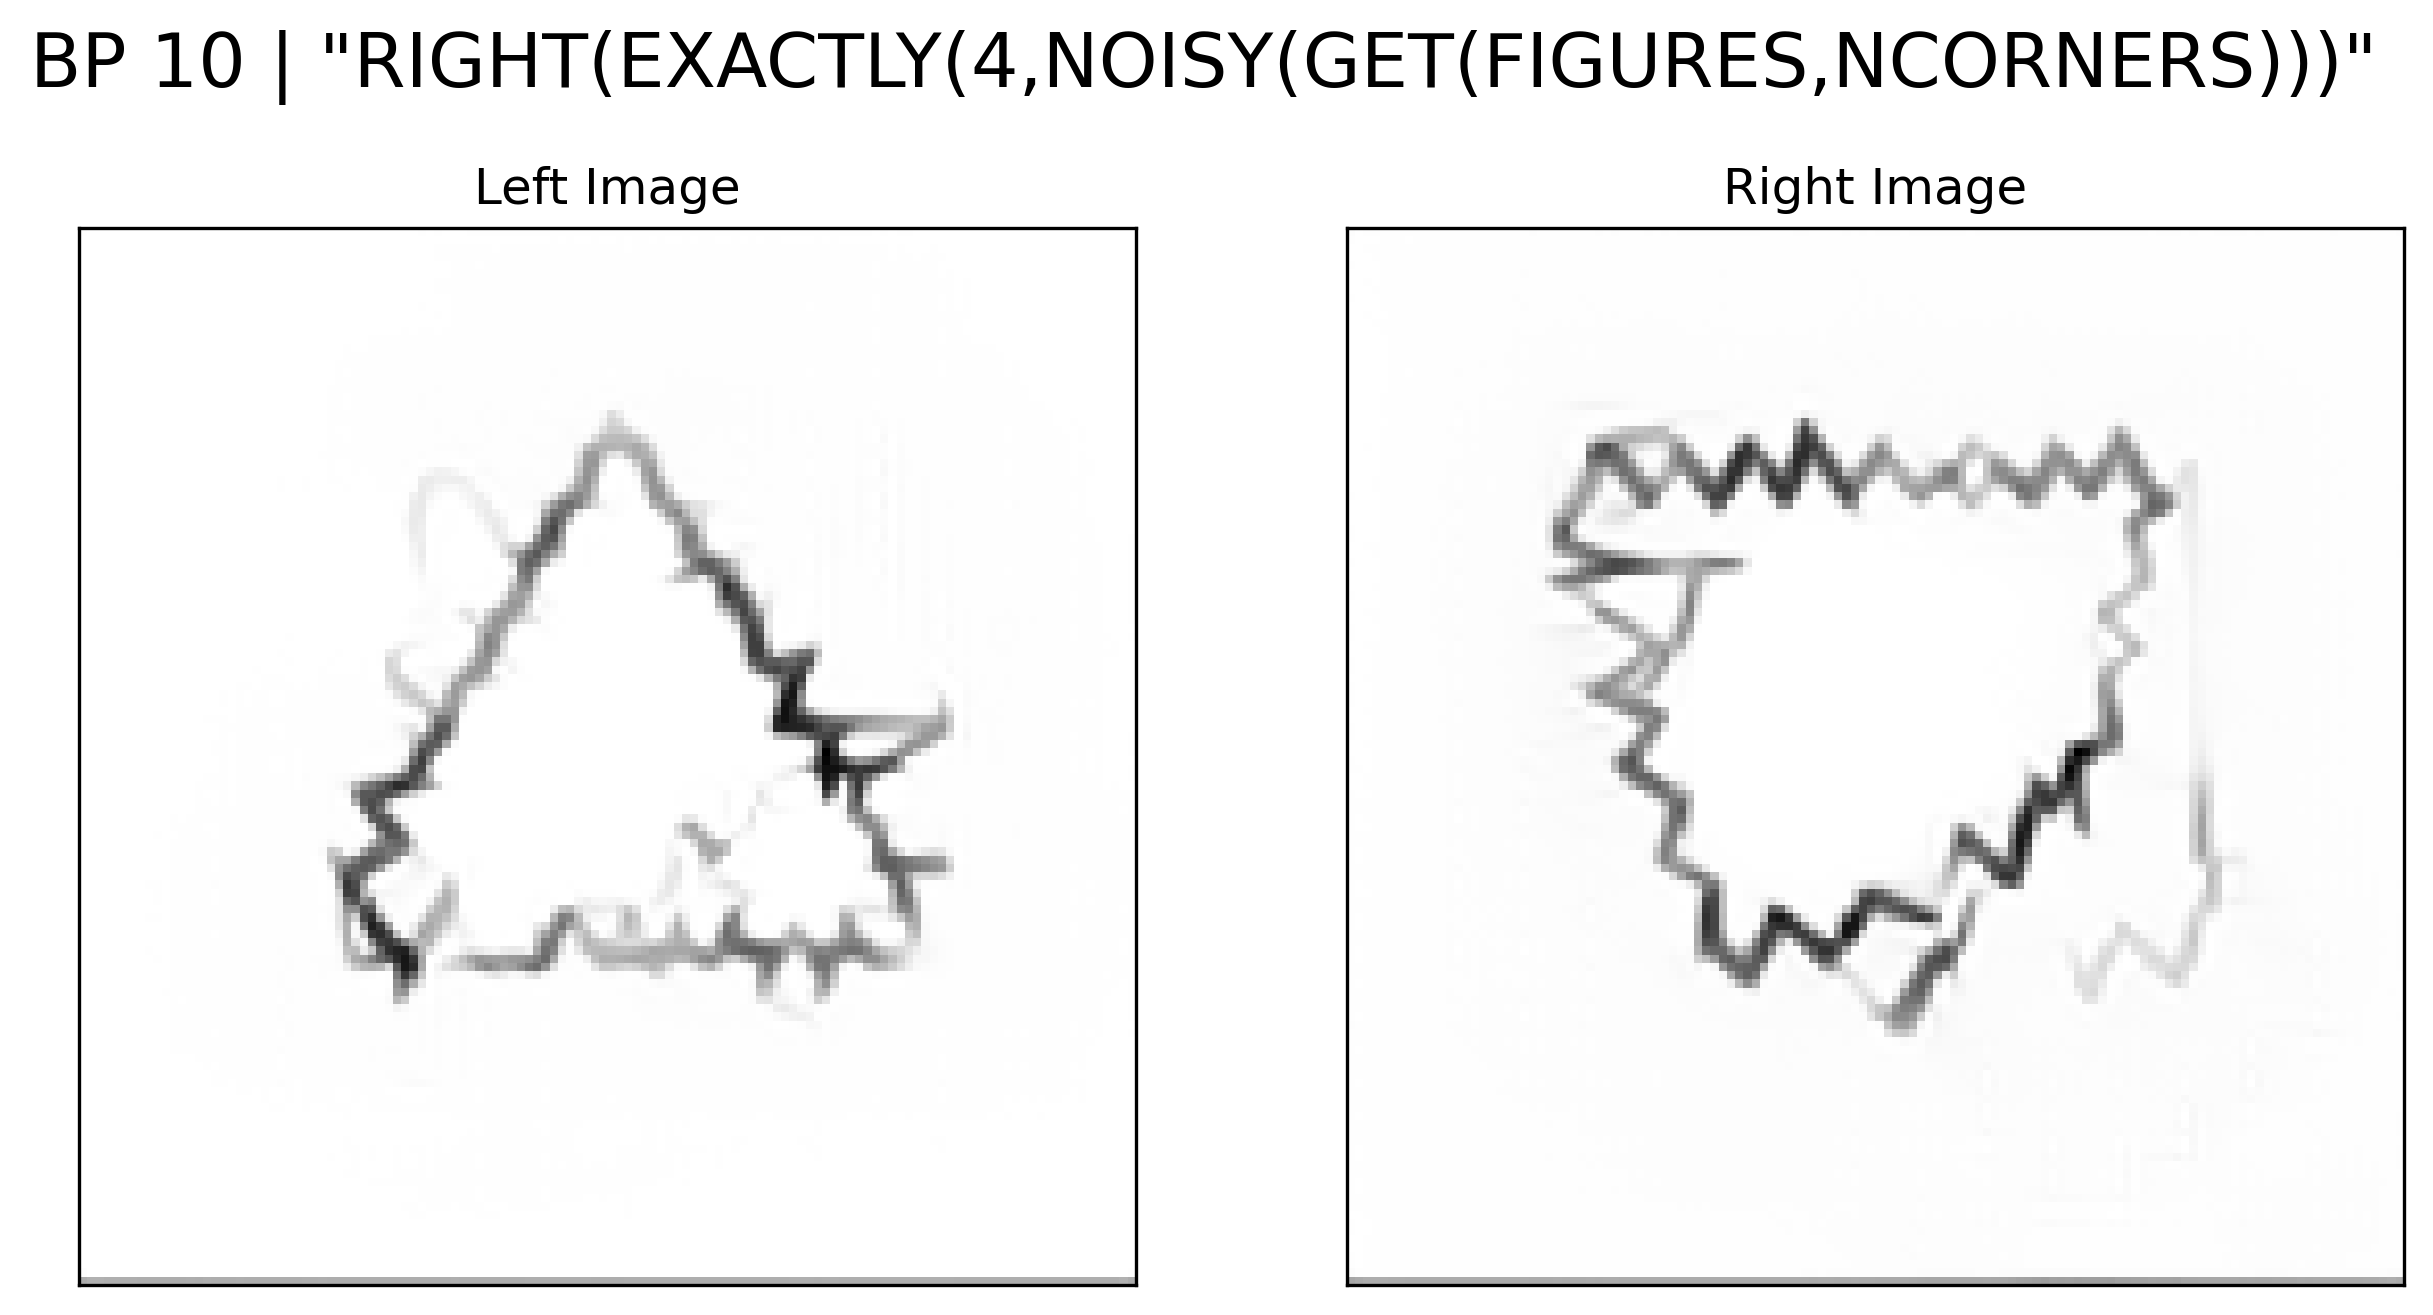 BP 10 | "RIGHT(EXACTLY(4,NOISY(GET(FIGURES,NCORNERS)))"
Left Image
Right Image